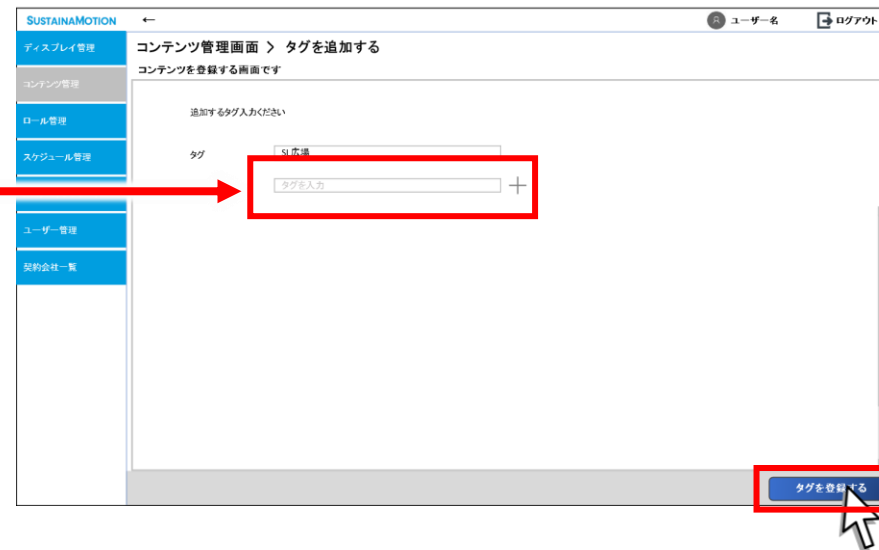 SUSTAINAMOTION
←
ユーザー名
ログアウト
ディスプレイ管理
コンテンツ管理画面 > タグを追加する
コンテンツを登録する画面です
コンテンツ管理
ロール管理
スケジュール管理
ユーザー管理
契約会社一覧
追加するタグ入力ください
タグ
SL広場
タグを入力
タグを登録する